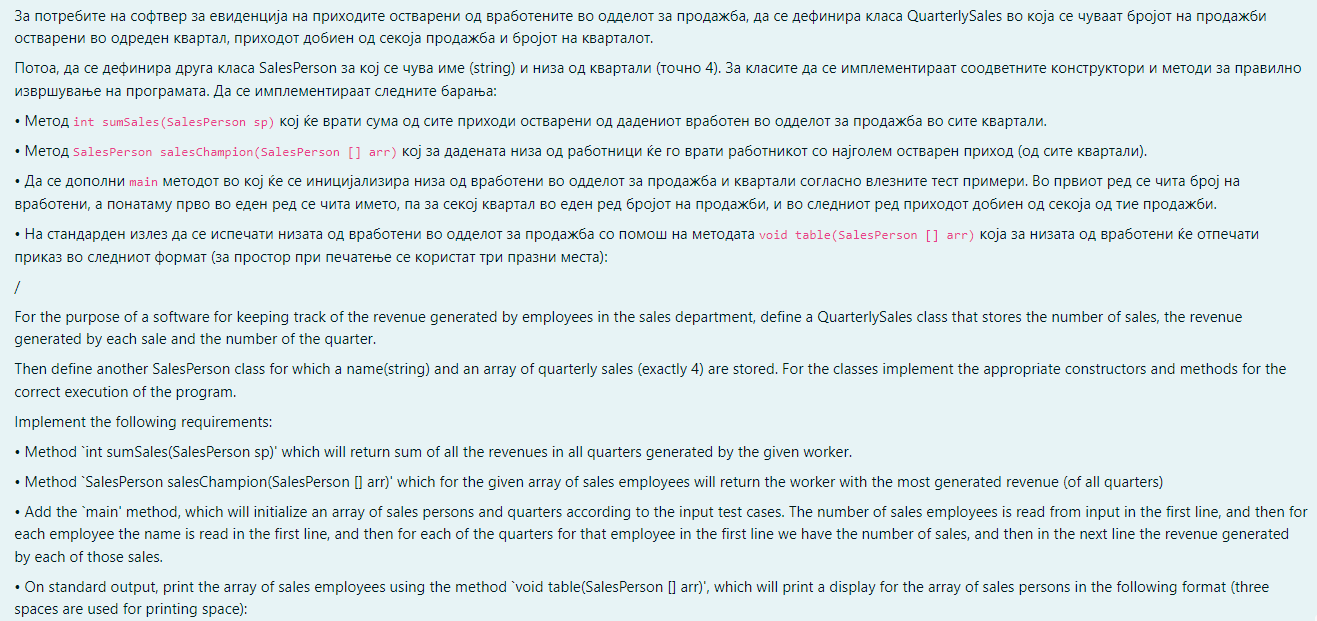 За потребите на софтвер за евиденција на приходите остварени од вработените во одделот за продажба, да се дефинира класа QuarterlySales во која се чуваат бројот на продажби
остварени во одреден квартал, приходот добиен од секоја продажба и бројот на кварталот.
Потоа, да се дефинира друга класа SalesPerson за кој се чува име (string) и низа од квартали (точно 4). За класите да се имплементираат соодветните конструктори и методи за правилно
извршување на програмата. Да се имплементираат следните барања:
• Метод int sumSales(SalesPerson sp) кој ќе врати сума од сите приходи остварени од дадениот вработен во одделот за продажба во сите квартали.
• Метод SalesPerson salesChampion(SalesPerson [] arr) кој за дадената низа од работници ќе го врати работникот со најголем остварен приход (од сите квартали).
• Да се дополни main методот во кој ќе се иницијализира низа од вработени во одделот за продажба и квартали согласно влезните тест примери. Во првиот ред се чита број на
вработени, а понатаму прво во еден ред се чита името, па за секој квартал во еден ред бројот на продажби, и во следниот ред приходот добиен од секоја од тие продажби.
• На стандарден излез да се испечати низата од вработени во одделот за продажба со помош на методата void table(SalesPerson [] arr) која за низата од вработени ќе отпечати
приказ во следниот формат (за простор при печатење се користат три празни места):
/
For the purpose of a software for keeping track of the revenue generated by employees in the sales department, define a QuarterlySales class that stores the number of sales, the revenue
generated by each sale and the number of the quarter.
Then define another SalesPerson class for which a name(string) and an array of quarterly sales (exactly 4) are stored. For the classes implement the appropriate constructors and methods for the
correct execution of the program.
Implement the following requirements:
• Method `int sumSales(SalesPerson sp)' which will return sum of all the revenues in all quarters generated by the given worker.
• Method `SalesPerson salesChampion(SalesPerson [] arr)' which for the given array of sales employees will return the worker with the most generated revenue (of all quarters)
• Add the `main' method, which will initialize an array of sales persons and quarters according to the input test cases. The number of sales employees is read from input in the first line, and then for
each employee the name is read in the first line, and then for each of the quarters for that employee in the first line we have the number of sales, and then in the next line the revenue generated
by each of those sales.
• On standard output, print the array of sales employees using the method `void table(SalesPerson [] arr)', which will print a display for the array of sales persons in the following format (three
spaces are used for printing space):